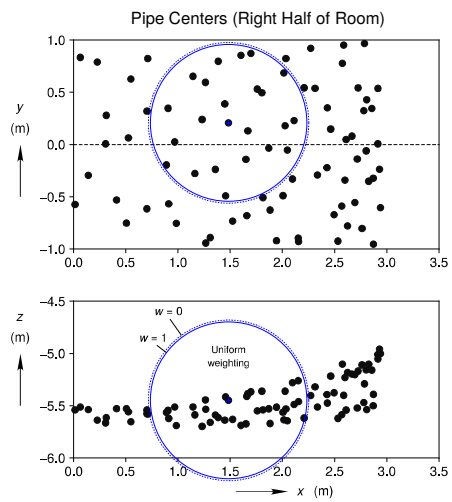 Pipe Centers (Right Half of Room)
1.0
0.5
0.0
−0.5
−1.0
y
(m)
0.0 0.5 1.0 1.5 2.0 2.5 3.0 3.5
−4.5
−5.0
−5.5
−6.0
z
(m)
w = 0
w = 1
Uniform
weighting
0.0 0.5 1.0 1.5 2.0 2.5 3.0 3.5
x (m)